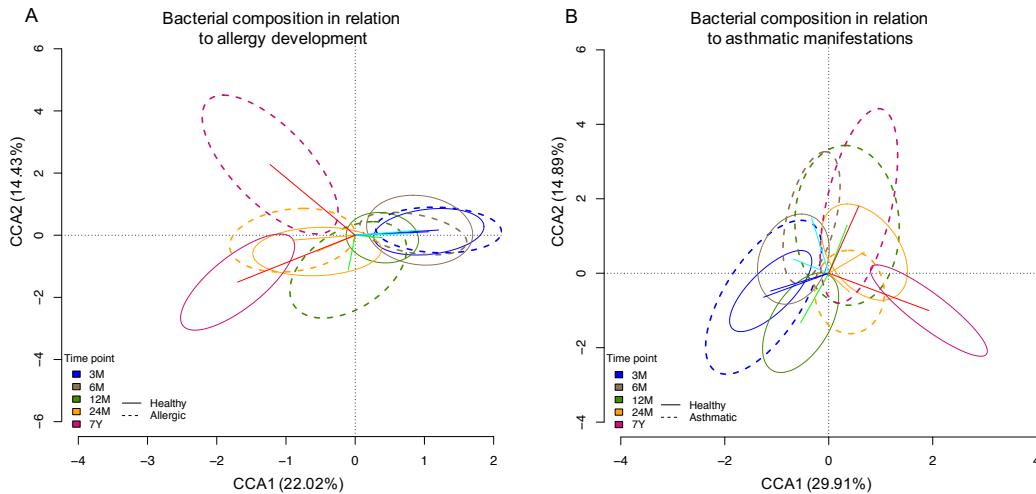 A
Bacterial composition in relation
to allergy development
6
4
2
0
−2
−4
−6
CCA2 (14.43%)
Time point
3M
6M
12M
24M
7Y
Healthy
Allergic
−4
−3
−2
−1
0
1
2
CCA1 (22.02%)
B
Bacterial composition in relation
to asthmatic manifestations
6
4
2
0
−2
−4
CCA2 (14.89%)
Time point
3M
6M
12M
24M
7Y
Healthy
Asthmatic
−4
−2
0
2
4
CCA1 (29.91%)